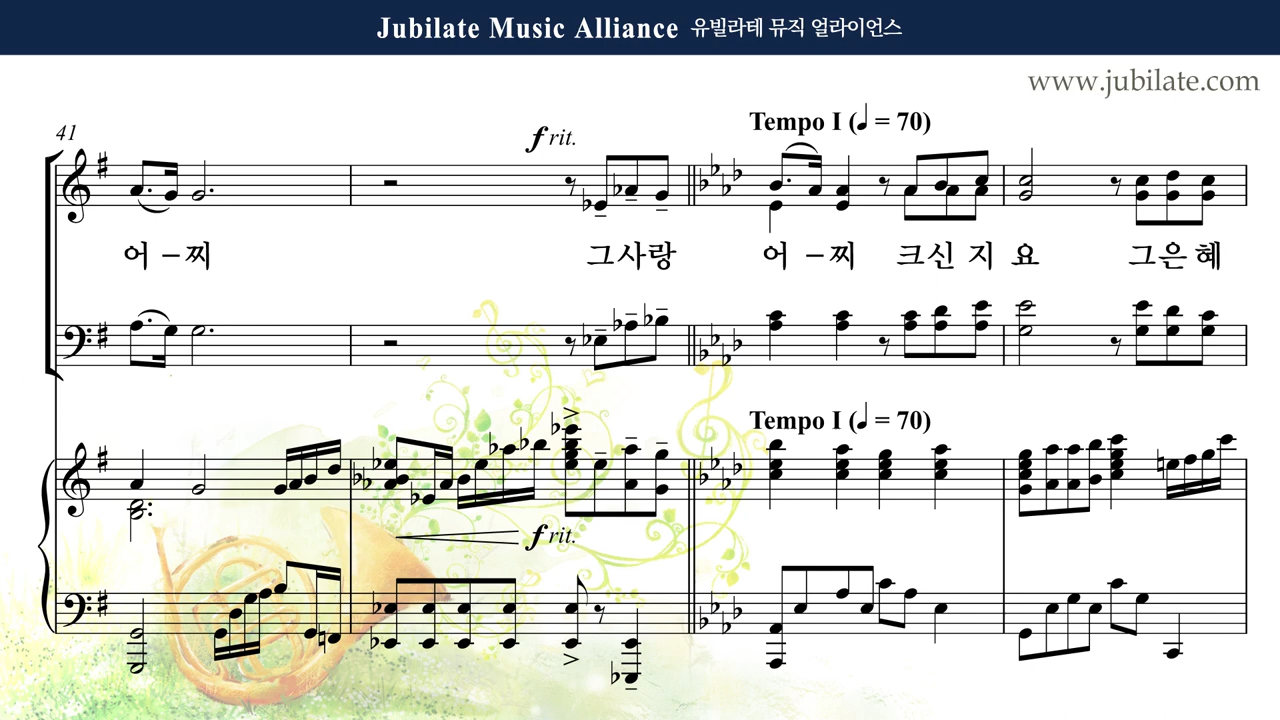 Jubilate Music Alliance 유빌라테 뮤직 얼라이언스
www.jubilate.com
41
f rit.
Tempo I (♩ = 70)
어 – 찌 그사랑 어 – 찌 크신 지 요 그은혜
Tempo I (♩ = 70)
f rit.